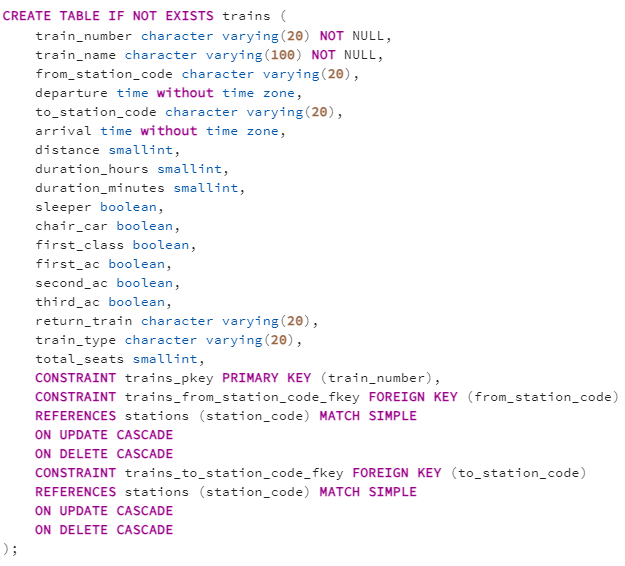 CREATE TABLE IF NOT EXISTS trains (
    train_number character varying(20) NOT NULL,
    train_name character varying(100) NOT NULL,
    from_station_code character varying(20),
    departure time without time zone,
    to_station_code character varying(20),
    arrival time without time zone,
    distance smallint,
    duration_hours smallint,
    duration_minutes smallint,
    sleeper boolean,
    chair_car boolean,
    first_class boolean,
    first_ac boolean,
    second_ac boolean,
    third_ac boolean,
    return_train character varying(20),
    train_type character varying(20),
    total_seats smallint,
    CONSTRAINT trains_pkey PRIMARY KEY (train_number),
    CONSTRAINT trains_from_station_code_fkey FOREIGN KEY (from_station_code)
    REFERENCES stations (station_code) MATCH SIMPLE
    ON UPDATE CASCADE
    ON DELETE CASCADE
    CONSTRAINT trains_to_station_code_fkey FOREIGN KEY (to_station_code)
    REFERENCES stations (station_code) MATCH SIMPLE
    ON UPDATE CASCADE
    ON DELETE CASCADE
);